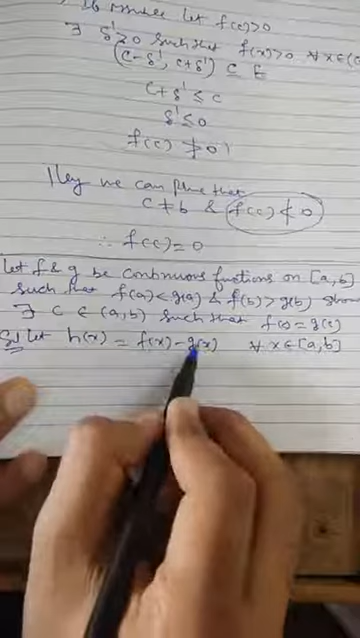 let f(c)>0
∃ δ'>0 such that f(x)>0 ∀ x∈(c
(c-δ', c+δ') ⊂ E
c+δ' ≤ c
δ' ≤ 0
f(c) ≯ 0
Illly we can prove that
c≠b & f(c) ≮ 0
∴ f(c)=0
Let f & g be continuous functions on [a,b]
such that f(a)<g(a) & f(b)>g(b) show
∃ c ∈ (a,b) such that f(c)=g(c)
Sol Let h(x) = f(x)-g(x) ∀ x∈[a,b]